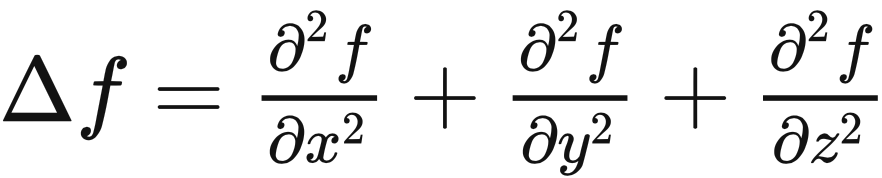 Δf = ∂²f/∂x² + ∂²f/∂y² + ∂²f/∂z²